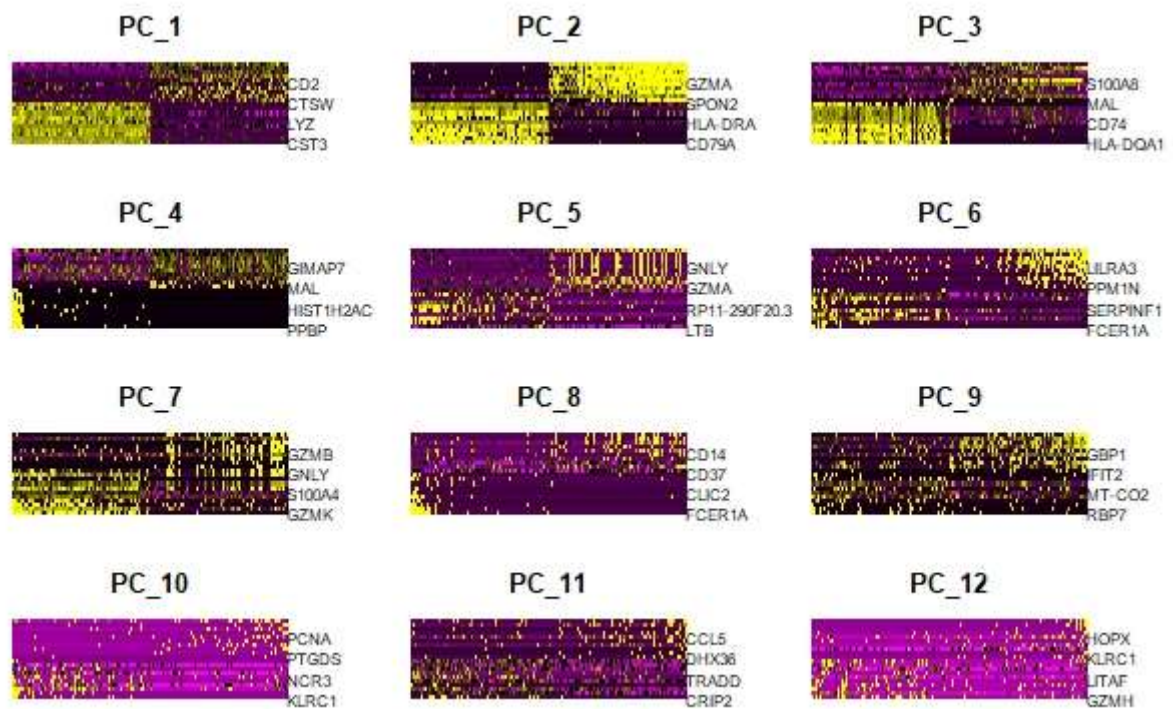 PC_1
PC_2
PC_3
CD2
CTSW
LYZ
CST3
GZMA
SPON2
HLA-DRA
CD79A
S100A8
MAL
CD74
HLA-DQA1
PC_4
PC_5
PC_6
GIMAP7
MAL
HIST1H2AC
PPBP
GNLY
GZMA
RP11-290F20.3
LTB
LILRA3
PPM1N
SERPINF1
FCER1A
PC_7
PC_8
PC_9
GZMB
GNLY
S100A4
GZMK
CD14
CD37
CLIC2
FCER1A
GBP1
IFIT2
MT-CO2
RBP7
PC_10
PC_11
PC_12
PCNA
PTGDS
NCR3
KLRC1
CCL5
DHX36
TRADD
CRIP2
HOPX
KLRC1
LITAF
GZMH